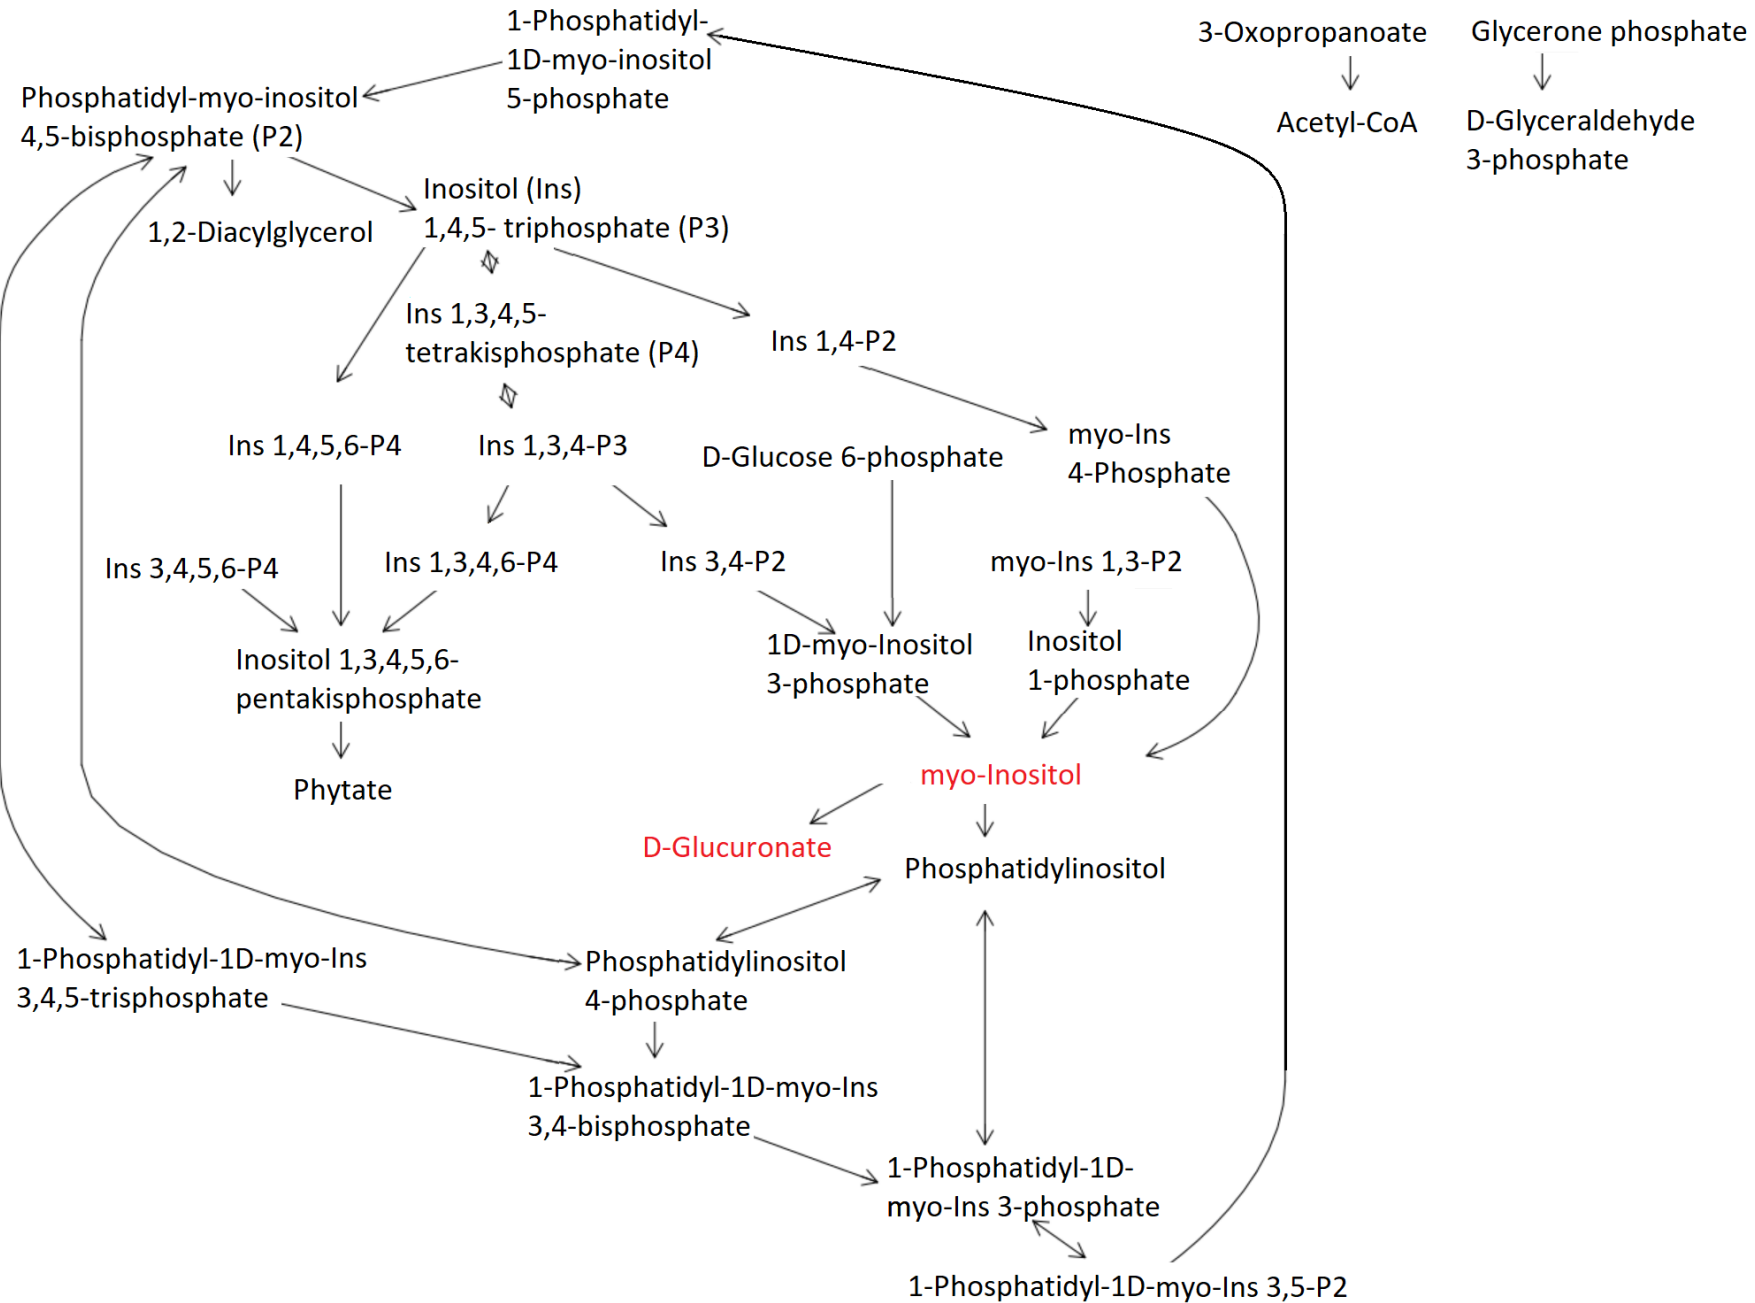 1-Phosphatidyl-
1D-myo-inositol
5-phosphate
3-Oxopropanoate
Glycerone phosphate
Acetyl-CoA
D-Glyceraldehyde
3-phosphate
Phosphatidyl-myo-inositol
4,5-bisphosphate (P2)
1,2-Diacylglycerol
Inositol (Ins)
1,4,5- triphosphate (P3)
Ins 1,3,4,5-
tetrakisphosphate (P4)
Ins 1,4-P2
Ins 1,4,5,6-P4
Ins 1,3,4-P3
D-Glucose 6-phosphate
myo-Ins
4-Phosphate
Ins 3,4,5,6-P4
Ins 1,3,4,6-P4
Ins 3,4-P2
myo-Ins 1,3-P2
Inositol 1,3,4,5,6-
pentakisphosphate
1D-myo-Inositol
3-phosphate
Inositol
1-phosphate
Phytate
myo-Inositol
D-Glucuronate
Phosphatidylinositol
1-Phosphatidyl-1D-myo-Ins
3,4,5-trisphosphate
Phosphatidylinositol
4-phosphate
1-Phosphatidyl-1D-myo-Ins
3,4-bisphosphate
1-Phosphatidyl-1D-
myo-Ins 3-phosphate
1-Phosphatidyl-1D-myo-Ins 3,5-P2